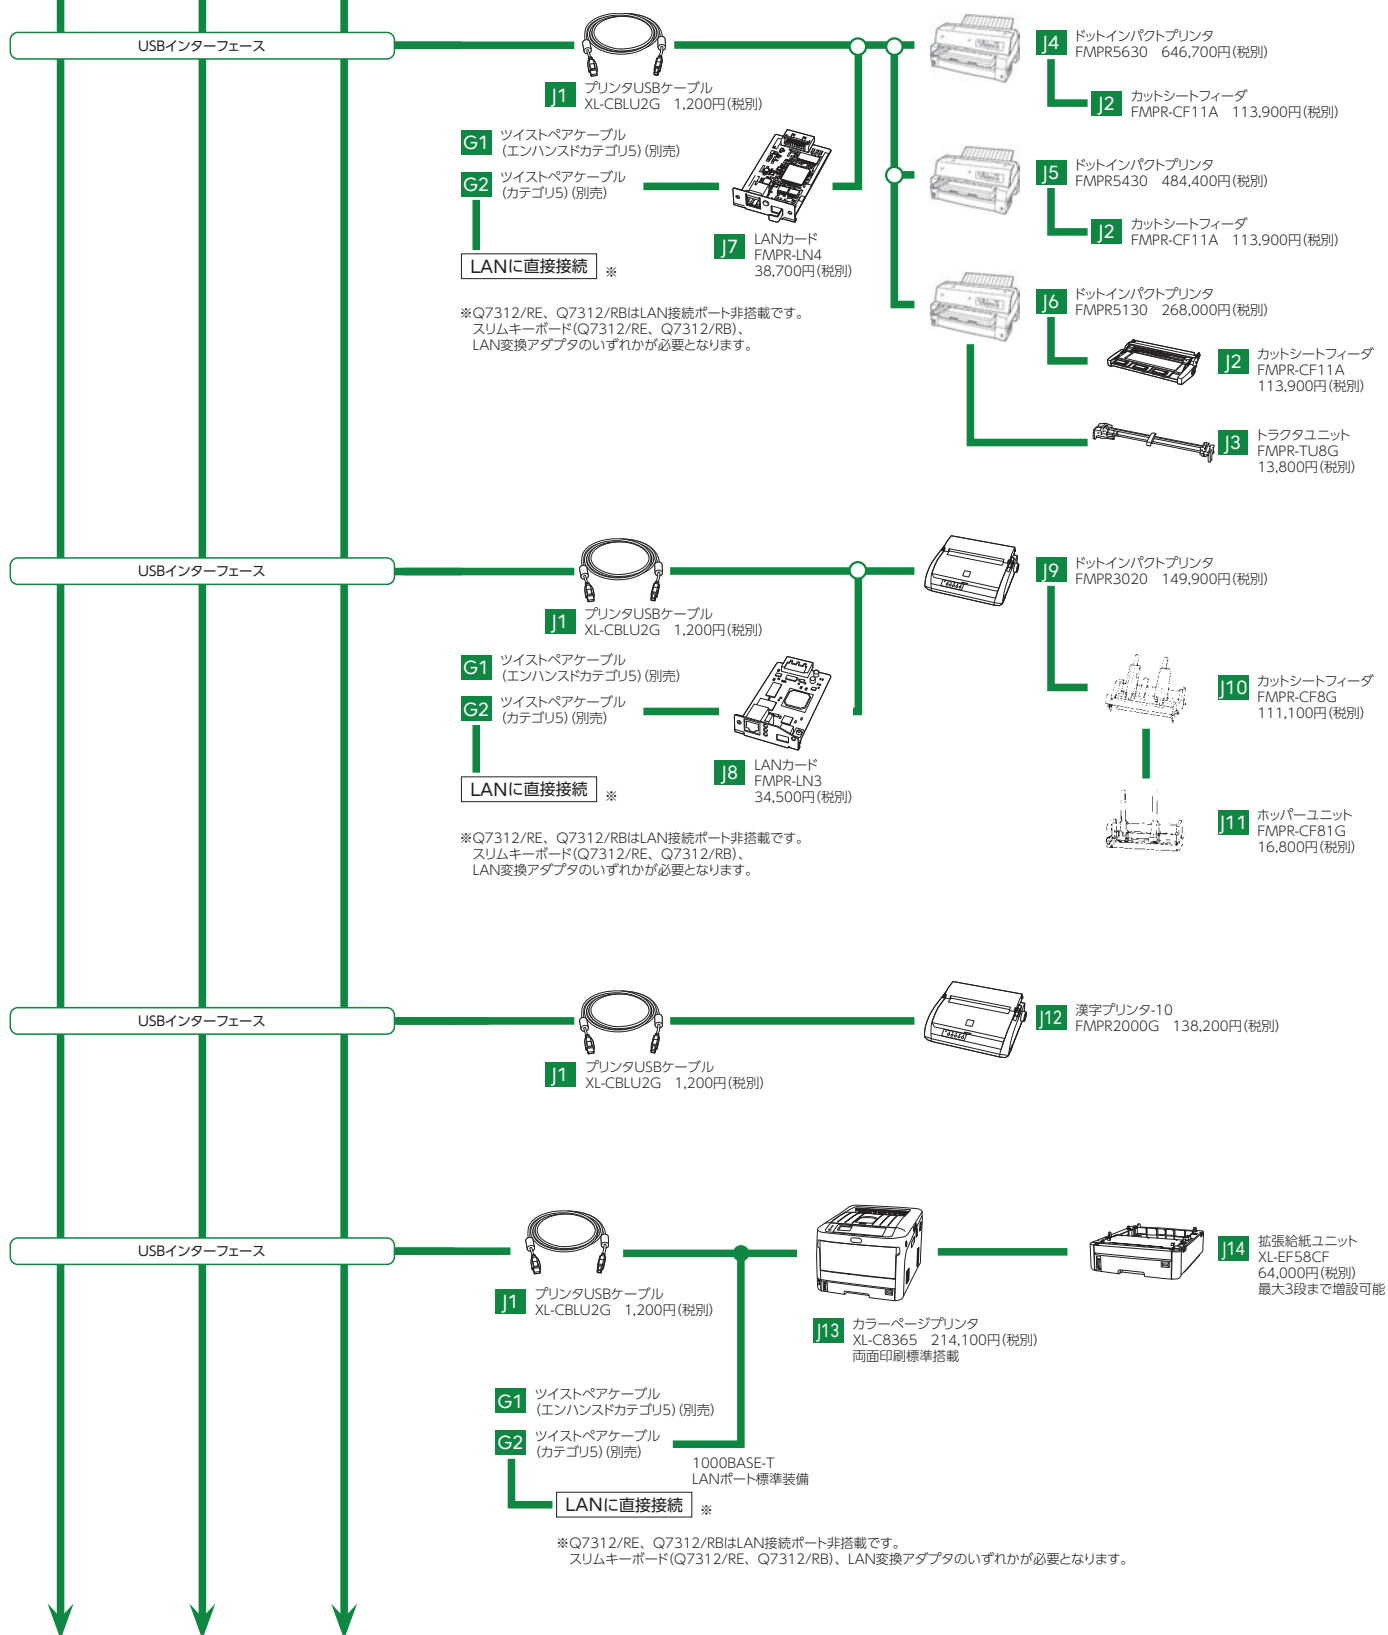 USBインターフェース
J1 プリンタUSBケーブル
XL-CBLU2G 1,200円(税別)
G1 ツイストペアケーブル
(エンハンスドカテゴリ5)(別売)
G2 ツイストペアケーブル
(カテゴリ5)(別売)
LANに直接接続 ※
J7 LANカード
FMPR-LN4
38,700円(税別)
※Q7312/RE、Q7312/RBはLAN接続ポート非搭載です。
スリムキーボード(Q7312/RE、Q7312/RB)、
LAN変換アダプタのいずれかが必要となります。
J4 ドットインパクトプリンタ
FMPR5630 646,700円(税別)
J2 カットシートフィーダ
FMPR-CF11A 113,900円(税別)
J5 ドットインパクトプリンタ
FMPR5430 484,400円(税別)
J2 カットシートフィーダ
FMPR-CF11A 113,900円(税別)
J6 ドットインパクトプリンタ
FMPR5130 268,000円(税別)
J2 カットシートフィーダ
FMPR-CF11A
113,900円(税別)
J3 トラクタユニット
FMPR-TU8G
13,800円(税別)
USBインターフェース
J1 プリンタUSBケーブル
XL-CBLU2G 1,200円(税別)
G1 ツイストペアケーブル
(エンハンスドカテゴリ5)(別売)
G2 ツイストペアケーブル
(カテゴリ5)(別売)
LANに直接接続 ※
J8 LANカード
FMPR-LN3
34,500円(税別)
※Q7312/RE、Q7312/RBはLAN接続ポート非搭載です。
スリムキーボード(Q7312/RE、Q7312/RB)、
LAN変換アダプタのいずれかが必要となります。
J9 ドットインパクトプリンタ
FMPR3020 149,900円(税別)
J10 カットシートフィーダ
FMPR-CF8G
111,100円(税別)
J11 ホッパーユニット
FMPR-CF81G
16,800円(税別)
USBインターフェース
J1 プリンタUSBケーブル
XL-CBLU2G 1,200円(税別)
J12 漢字プリンタ-10
FMPR2000G 138,200円(税別)
USBインターフェース
J1 プリンタUSBケーブル
XL-CBLU2G 1,200円(税別)
J13 カラーページプリンタ
XL-C8365 214,100円(税別)
両面印刷標準搭載
J14 拡張給紙ユニット
XL-EF58CF
64,000円(税別)
最大3段まで増設可能
G1 ツイストペアケーブル
(エンハンスドカテゴリ5)(別売)
G2 ツイストペアケーブル
(カテゴリ5)(別売)
1000BASE-T
LANポート標準装備
LANに直接接続 ※
※Q7312/RE、Q7312/RBはLAN接続ポート非搭載です。
スリムキーボード(Q7312/RE、Q7312/RB)、LAN変換アダプタのいずれかが必要となります。